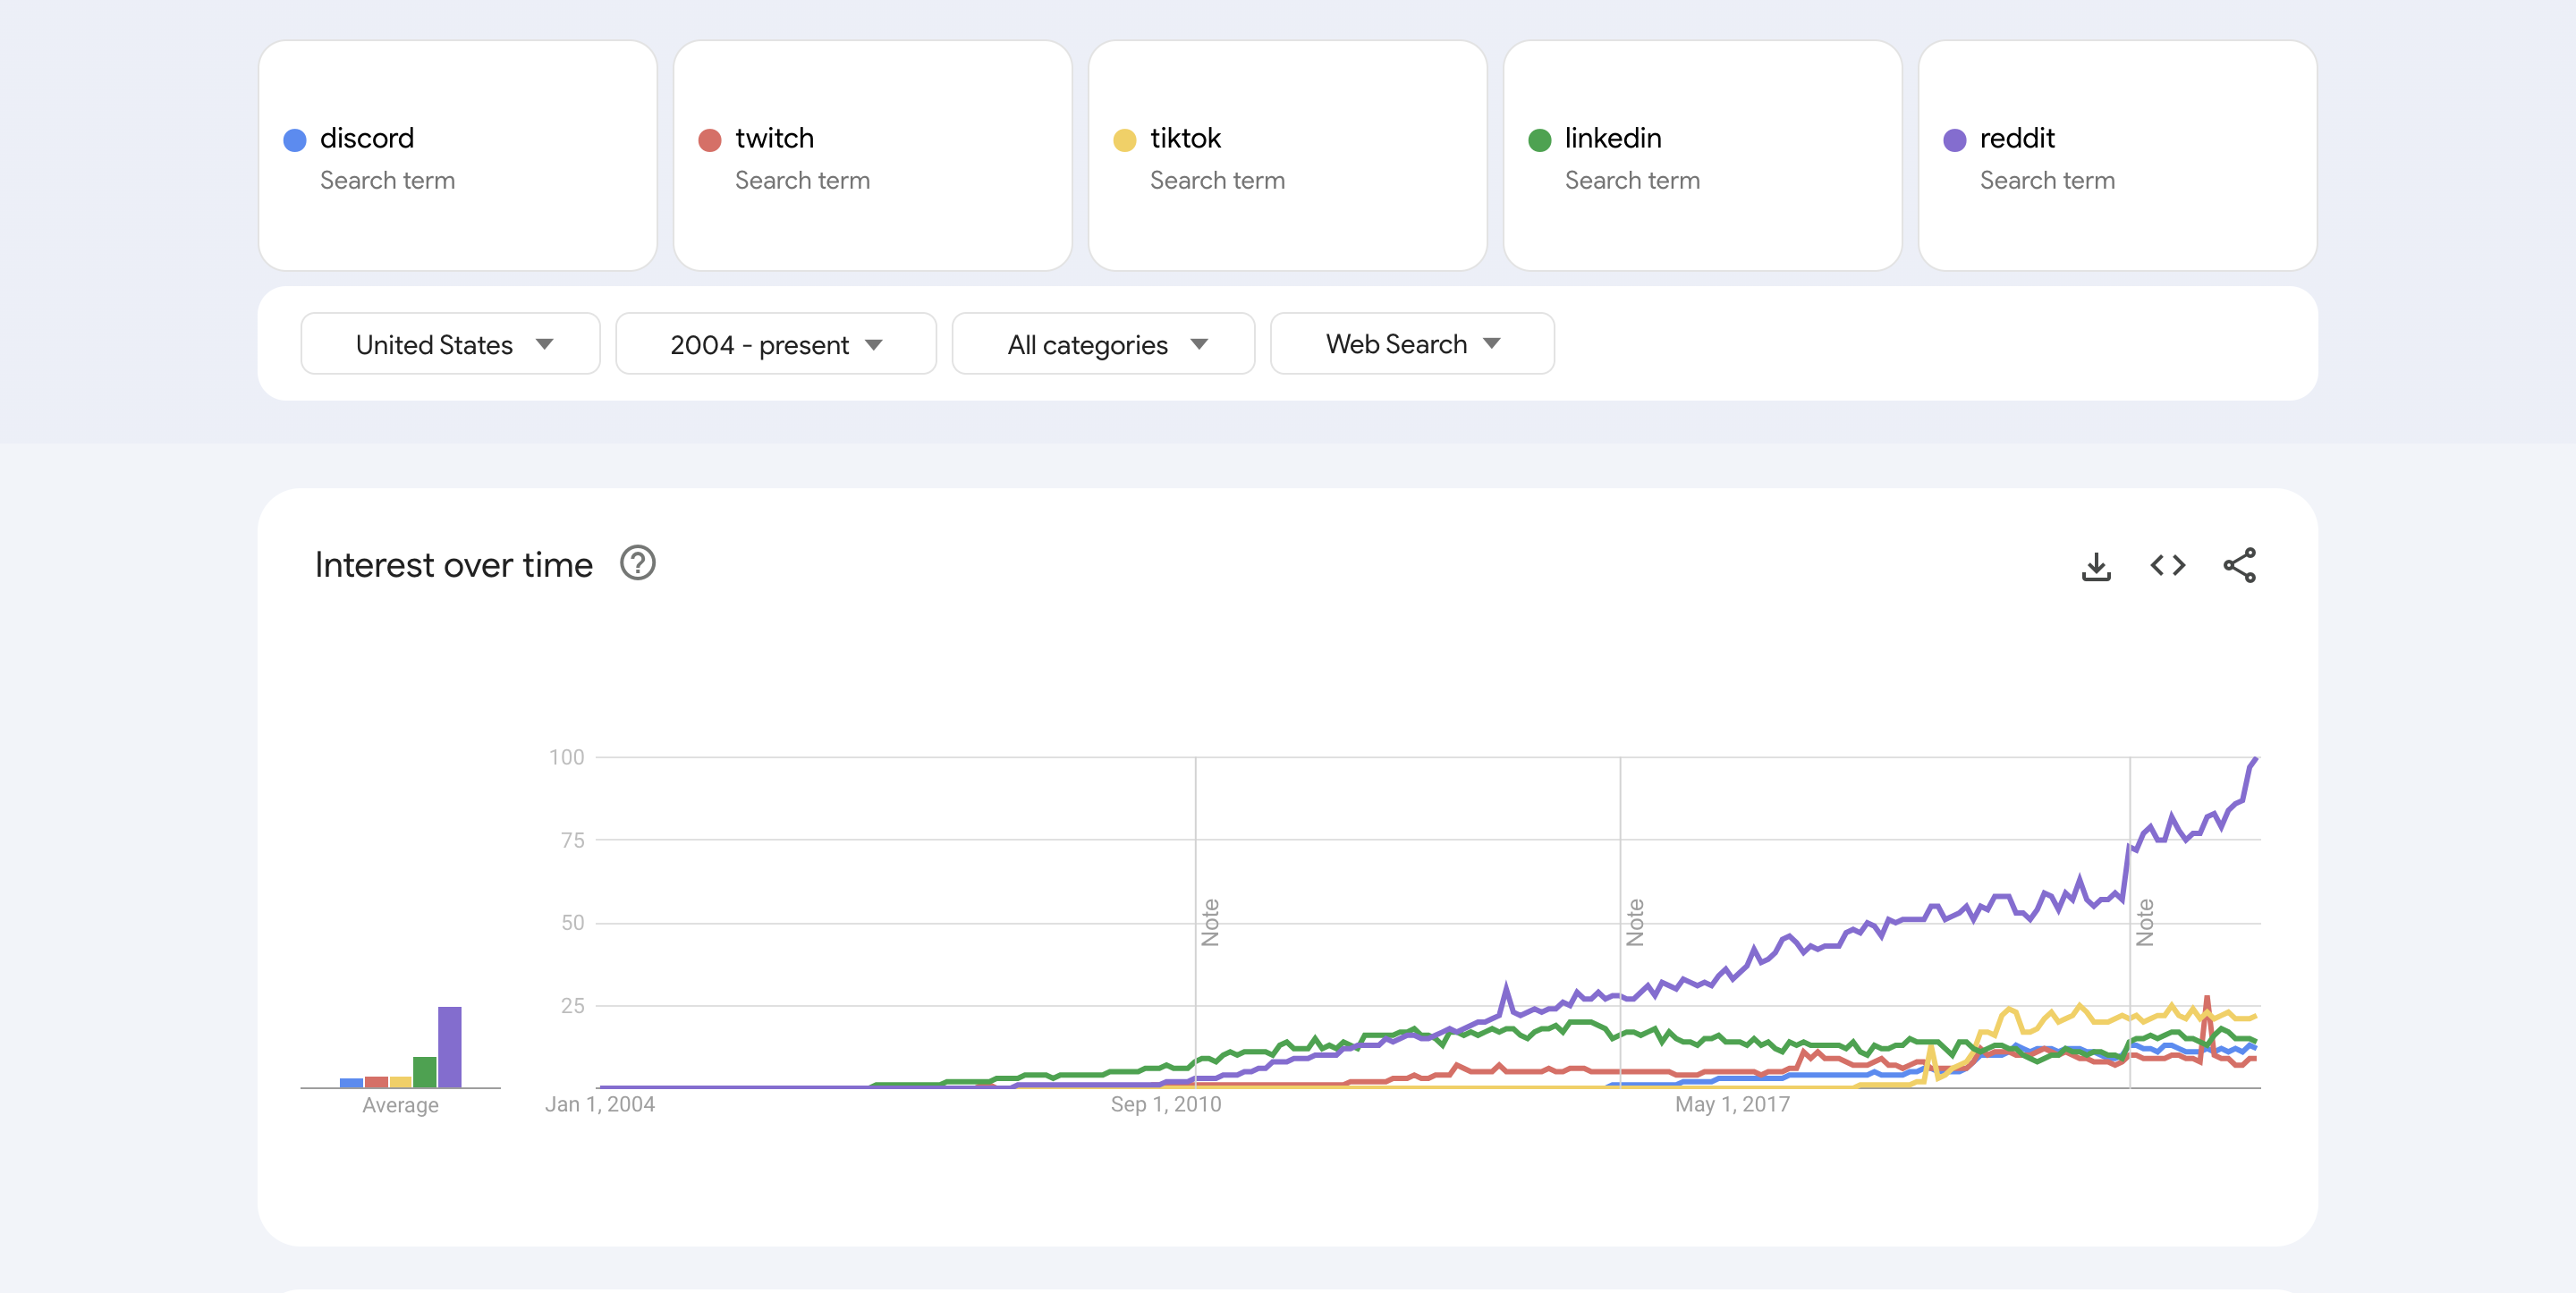 discord
Search term
twitch
Search term
tiktok
Search term
linkedin
Search term
reddit
Search term
United States
2004 - present
All categories
Web Search
Interest over time
?
100
75
50
25
Note
Note
Note
Average
Jan 1, 2004
Sep 1, 2010
May 1, 2017